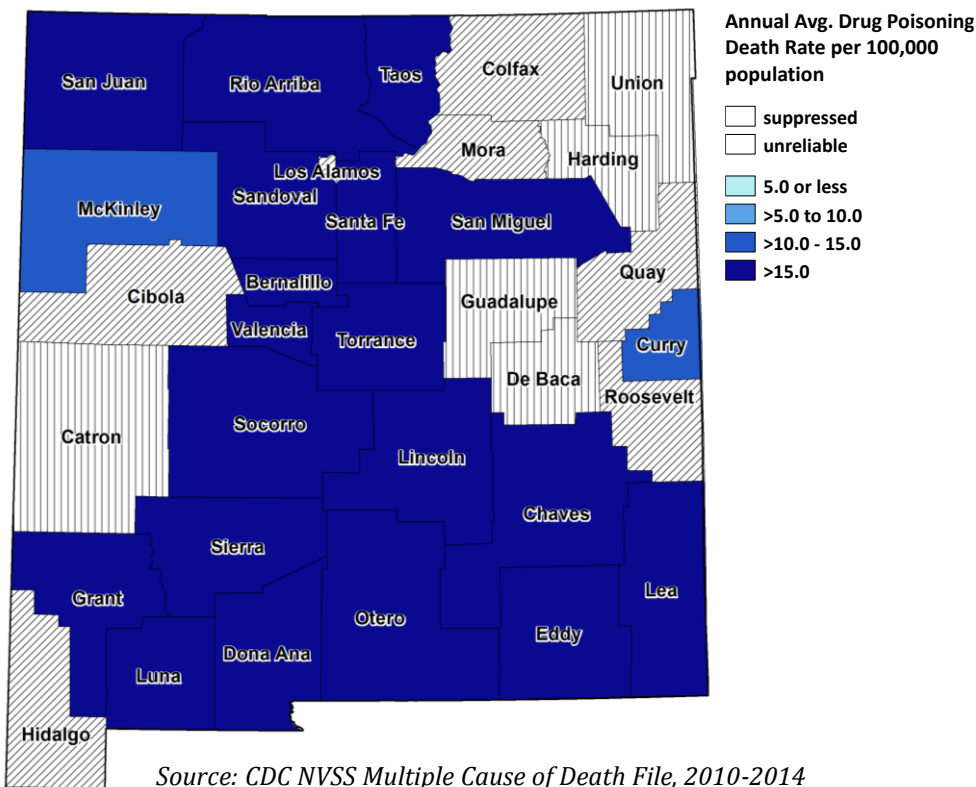 Annual Avg. Drug Poisoning
Death Rate per 100,000
population
suppressed
unreliable
5.0 or less
>5.0 to 10.0
>10.0 - 15.0
>15.0
San Juan
Rio Arriba
Taos
Colfax
Union
Mora
Harding
Los Alamos
McKinley
Sandoval
Santa Fe
San Miguel
Quay
Cibola
Bernalillo
Guadalupe
Valencia
Torrance
Curry
De Baca
Roosevelt
Catron
Socorro
Lincoln
Chaves
Sierra
Grant
Lea
Otero
Eddy
Dona Ana
Luna
Hidalgo
Source: CDC NVSS Multiple Cause of Death File, 2010-2014